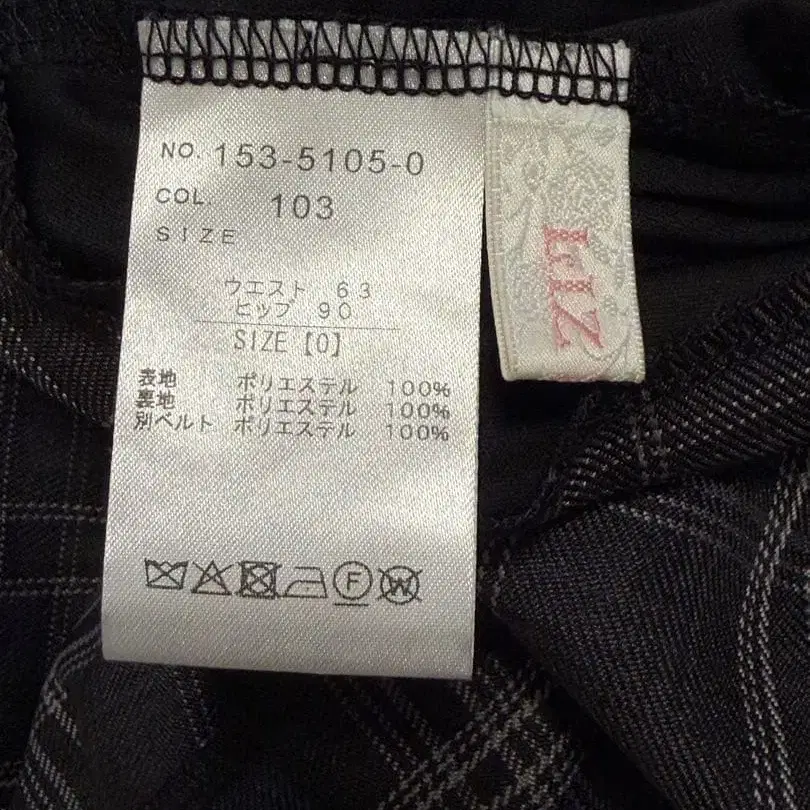 NO. 153-5105-0
COL. 103
SIZE
ウエスト 63
ヒップ 90
SIZE [0]
表地 ポリエステル 100%
裏地 ポリエステル 100%
別ベルト ポリエステル 100%
F
W
LIZ